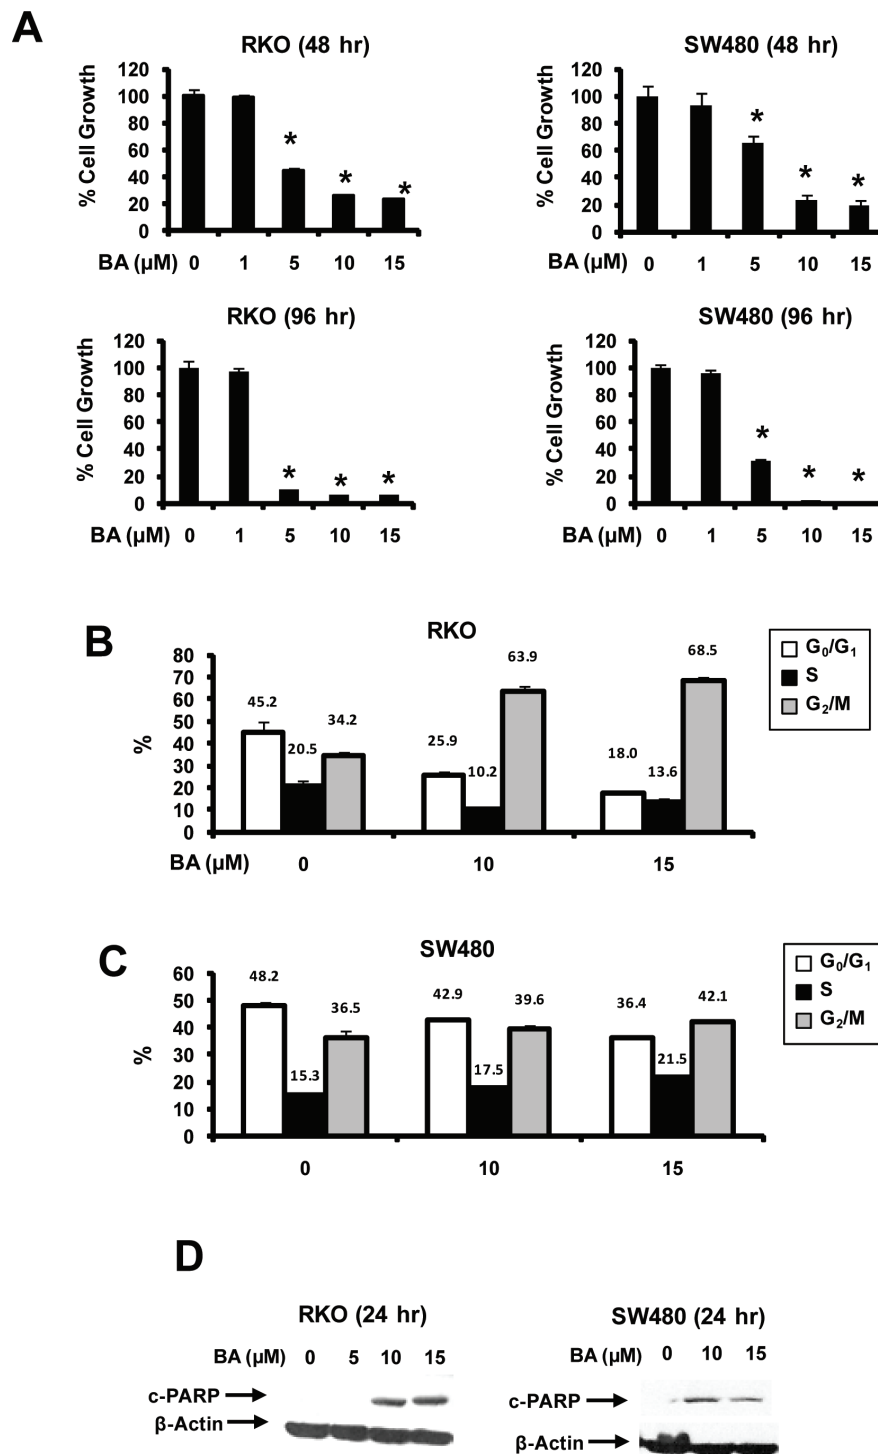 A
RKO (48 hr)
% Cell Growth
120
100
80
60
40
20
0
BA (µM) 0 1 5 10 15
* * *
SW480 (48 hr)
% Cell Growth
120
100
80
60
40
20
0
BA (µM) 0 1 5 10 15
* * *
RKO (96 hr)
% Cell Growth
120
100
80
60
40
20
0
BA (µM) 0 1 5 10 15
* * *
SW480 (96 hr)
% Cell Growth
120
100
80
60
40
20
0
BA (µM) 0 1 5 10 15
* * *
B
RKO
%
80
70
60
50
40
30
20
10
0
45.2 20.5 34.2 25.9 10.2 63.9 18.0 13.6 68.5
BA (µM) 0 10 15
G₀/G₁
S
G₂/M
C
SW480
%
60
50
40
30
20
10
0
48.2 15.3 36.5 42.9 17.5 39.6 36.4 21.5 42.1
0 10 15
G₀/G₁
S
G₂/M
D
RKO (24 hr)
BA (µM) 0 5 10 15
c-PARP
β-Actin
SW480 (24 hr)
BA (µM) 0 10 15
c-PARP
β-Actin